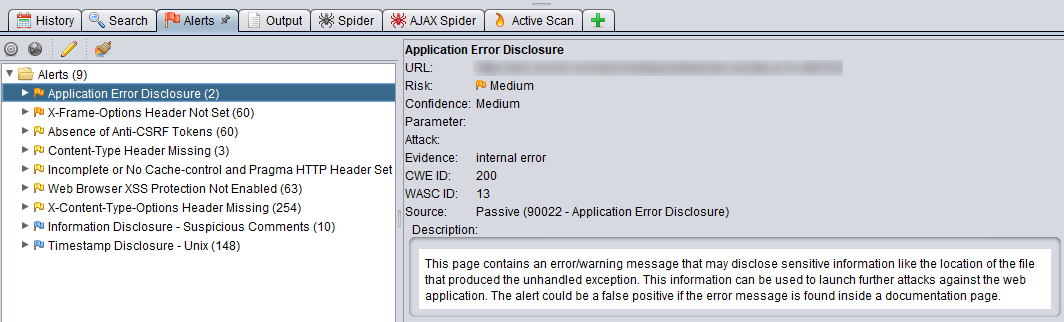 History Search Alerts Output Spider AJAX Spider Active Scan
Alerts (9)
Application Error Disclosure (2)
X-Frame-Options Header Not Set (60)
Absence of Anti-CSRF Tokens (60)
Content-Type Header Missing (3)
Incomplete or No Cache-control and Pragma HTTP Header Set
Web Browser XSS Protection Not Enabled (63)
X-Content-Type-Options Header Missing (254)
Information Disclosure - Suspicious Comments (10)
Timestamp Disclosure - Unix (148)
Application Error Disclosure
URL:
Risk: Medium
Confidence: Medium
Parameter:
Attack:
Evidence: internal error
CWE ID: 200
WASC ID: 13
Source: Passive (90022 - Application Error Disclosure)
Description:
This page contains an error/warning message that may disclose sensitive information like the location of the file
that produced the unhandled exception. This information can be used to launch further attacks against the web
application. The alert could be a false positive if the error message is found inside a documentation page.